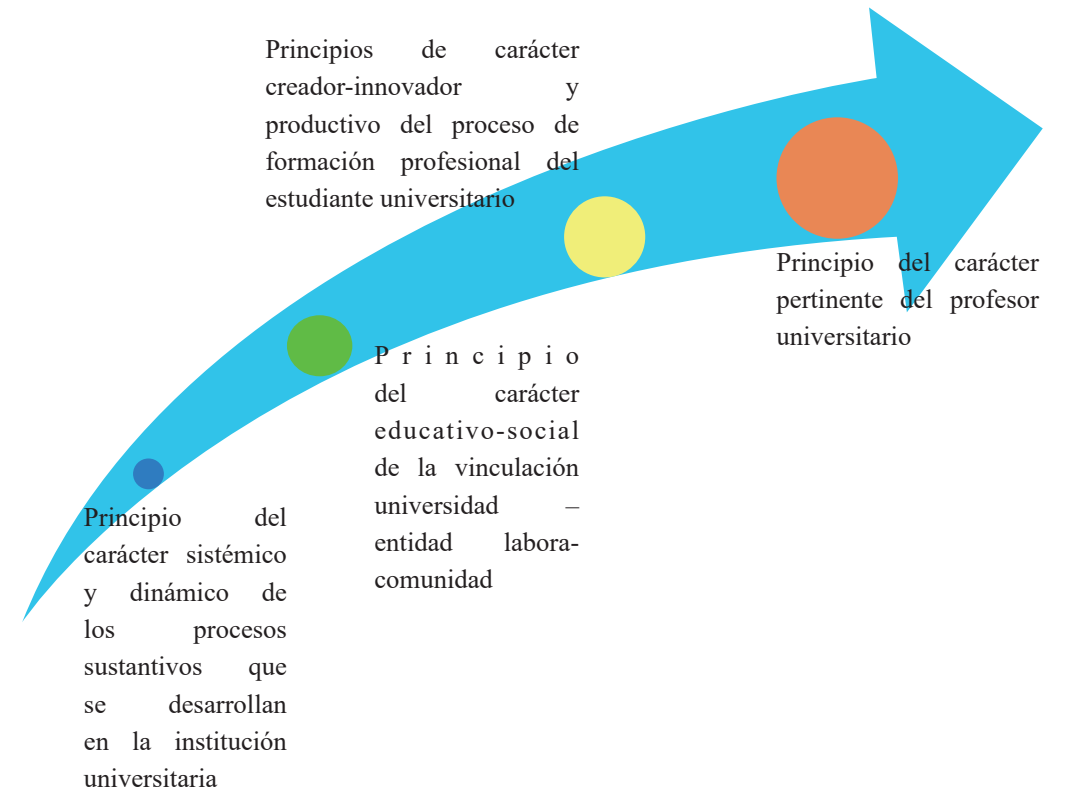 Principios de carácter
creador-innovador y
productivo del proceso de
formación profesional del
estudiante universitario
Principio del carácter
pertinente del profesor
universitario
Principio
del carácter
educativo-social
de la vinculación
universidad –
entidad labora-
comunidad
Principio del
carácter sistémico
y dinámico de
los procesos
sustantivos que
se desarrollan
en la institución
universitaria